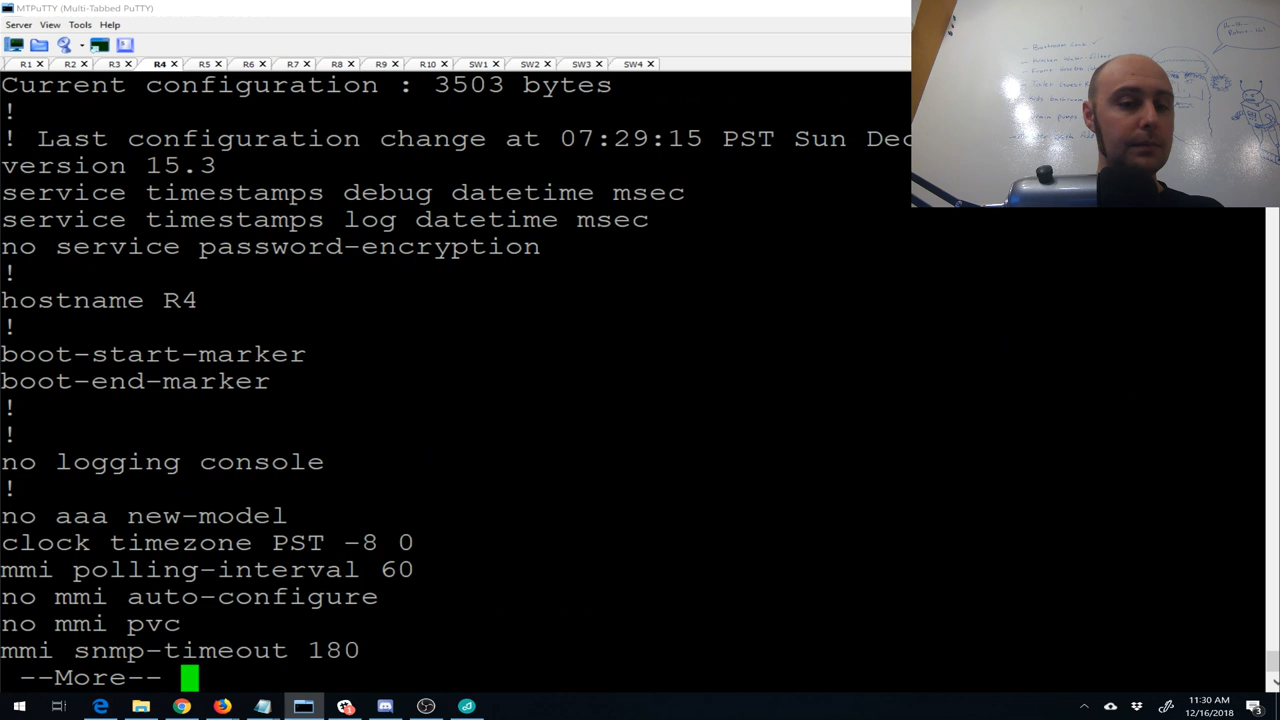 MTPuTTY (Multi-Tabbed PuTTY)
Server View Tools Help
R1 R2 R3 R4 R5 R6 R7 R8 R9 R10 SW1 SW2 SW3 SW4
Current configuration : 3503 bytes
!
! Last configuration change at 07:29:15 PST Sun Dec
version 15.3
service timestamps debug datetime msec
service timestamps log datetime msec
no service password-encryption
!
hostname R4
!
boot-start-marker
boot-end-marker
!
!
no logging console
!
no aaa new-model
clock timezone PST -8 0
mmi polling-interval 60
no mmi auto-configure
no mmi pvc
mmi snmp-timeout 180
--More--
11:30 AM
12/16/2018
3